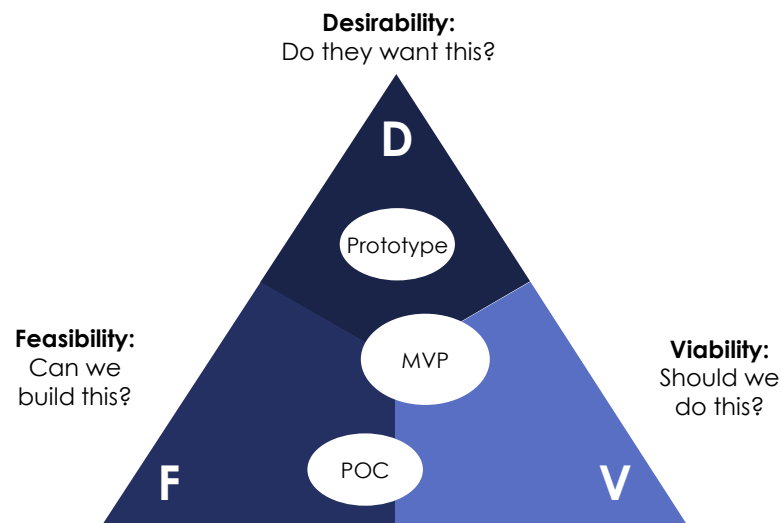 Desirability:
Do they want this?
D
Prototype
Feasibility:
Can we
build this?
MVP
Viability:
Should we
do this?
POC
F
V